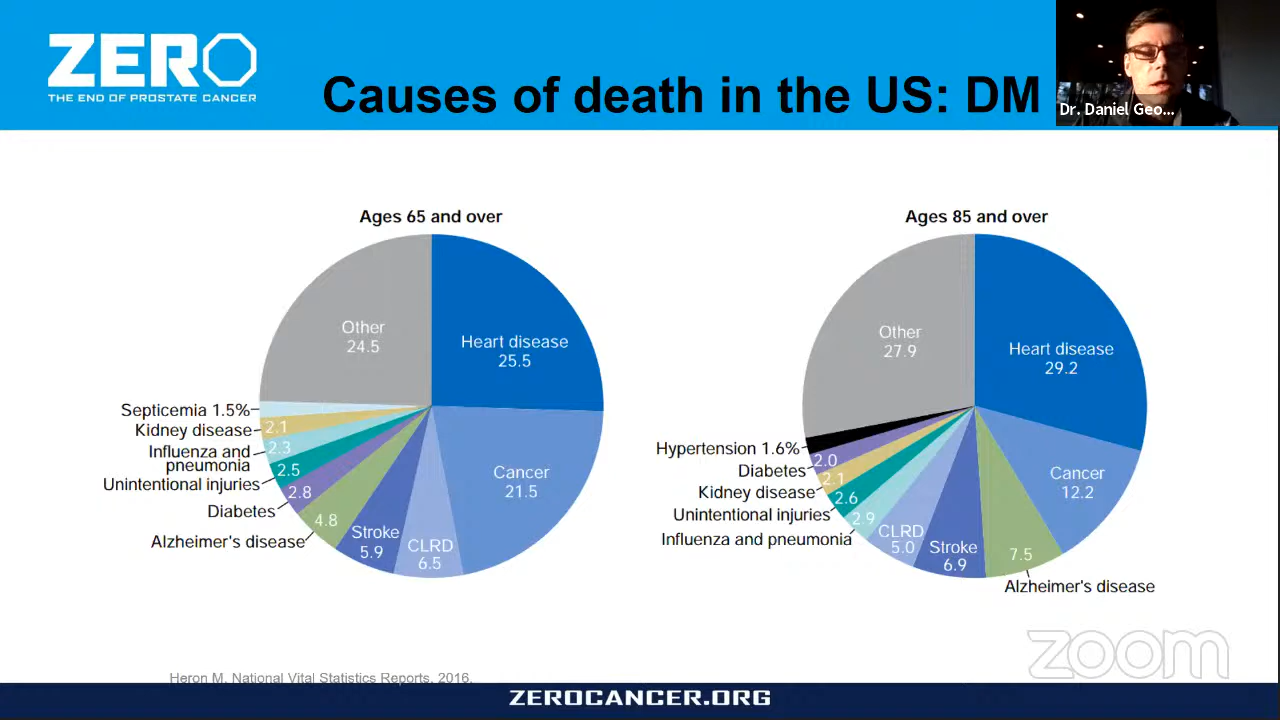 ZERO
THE END OF PROSTATE CANCER
Causes of death in the US: DM
Dr. Daniel Geo...
Ages 65 and over
Other
24.5
Heart disease
25.5
Septicemia 1.5%
Kidney disease
2.1
Influenza and
pneumonia
2.3
Unintentional injuries
2.5
Diabetes
2.8
Alzheimer's disease
4.8
Stroke
5.9
CLRD
6.5
Cancer
21.5
Ages 85 and over
Other
27.9
Heart disease
29.2
Hypertension 1.6%
Diabetes
2.0
Kidney disease
2.1
Unintentional injuries
2.6
Influenza and pneumonia
2.9
CLRD
5.0
Stroke
6.9
7.5
Alzheimer's disease
Cancer
12.2
zoom
Heron M. National Vital Statistics Reports. 2016.
ZEROCANCER.ORG